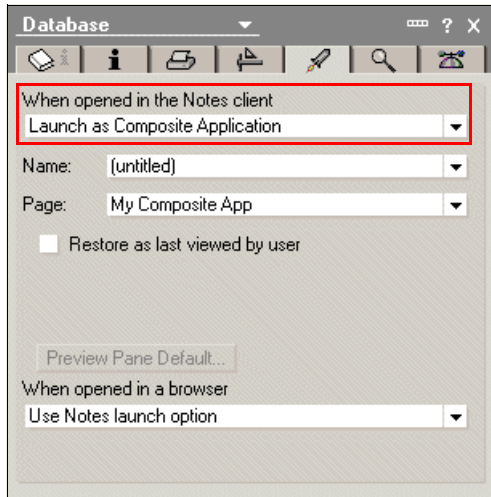 Database ? X
i i
When opened in the Notes client
Launch as Composite Application
Name: (untitled)
Page: My Composite App
Restore as last viewed by user
Preview Pane Default...
When opened in a browser
Use Notes launch option